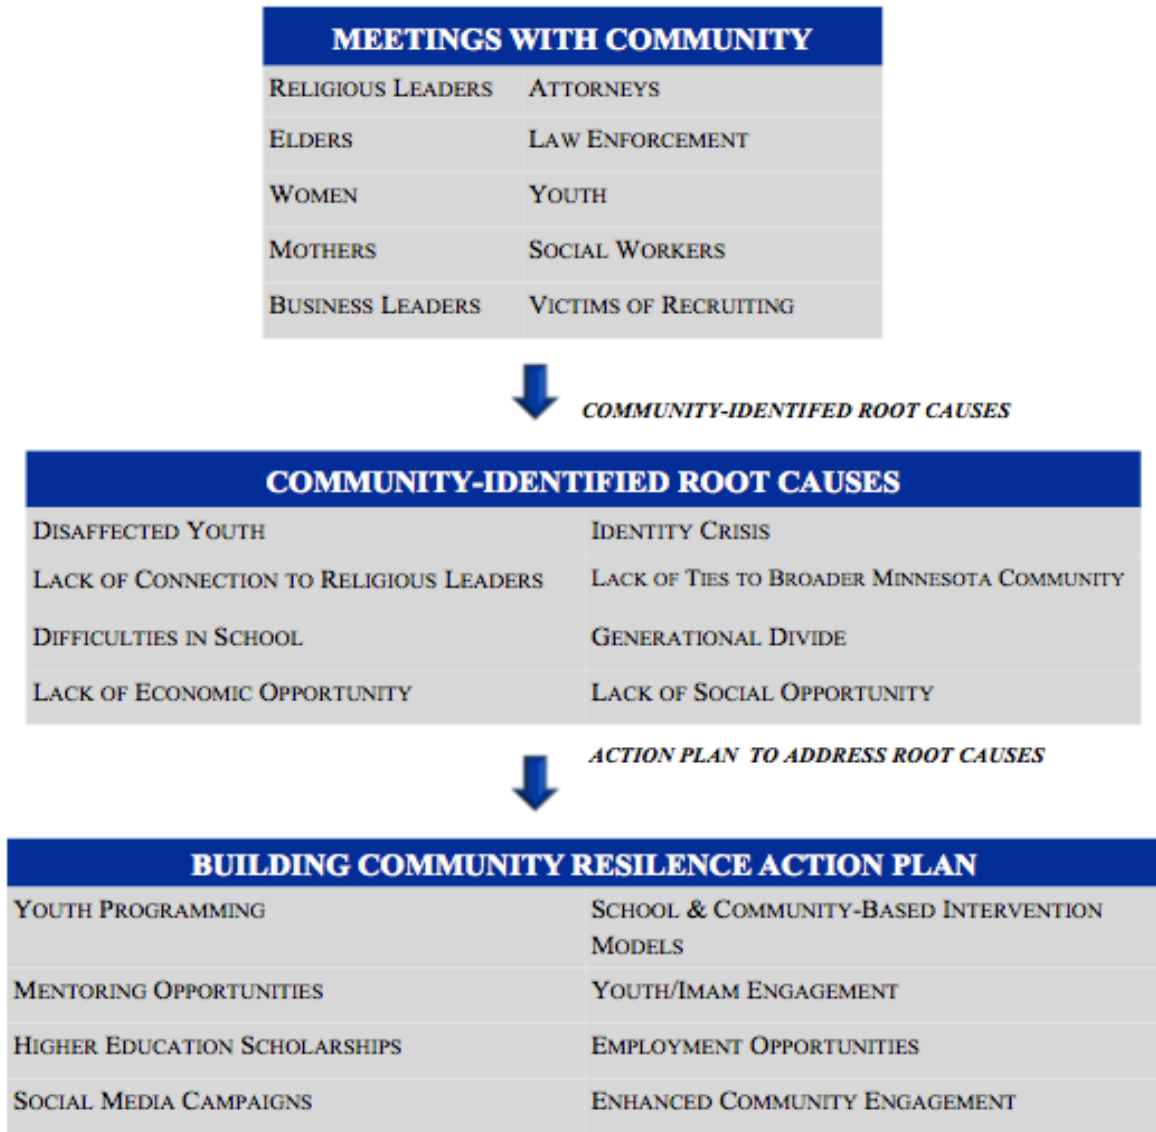 MEETINGS WITH COMMUNITY
RELIGIOUS LEADERS ATTORNEYS
ELDERS LAW ENFORCEMENT
WOMEN YOUTH
MOTHERS SOCIAL WORKERS
BUSINESS LEADERS VICTIMS OF RECRUITING
COMMUNITY-IDENTIFED ROOT CAUSES
COMMUNITY-IDENTIFIED ROOT CAUSES
DISAFFECTED YOUTH IDENTITY CRISIS
LACK OF CONNECTION TO RELIGIOUS LEADERS LACK OF TIES TO BROADER MINNESOTA COMMUNITY
DIFFICULTIES IN SCHOOL GENERATIONAL DIVIDE
LACK OF ECONOMIC OPPORTUNITY LACK OF SOCIAL OPPORTUNITY
ACTION PLAN TO ADDRESS ROOT CAUSES
BUILDING COMMUNITY RESILENCE ACTION PLAN
YOUTH PROGRAMMING SCHOOL & COMMUNITY-BASED INTERVENTION
MODELS
MENTORING OPPORTUNITIES YOUTH/IMAM ENGAGEMENT
HIGHER EDUCATION SCHOLARSHIPS EMPLOYMENT OPPORTUNITIES
SOCIAL MEDIA CAMPAIGNS ENHANCED COMMUNITY ENGAGEMENT